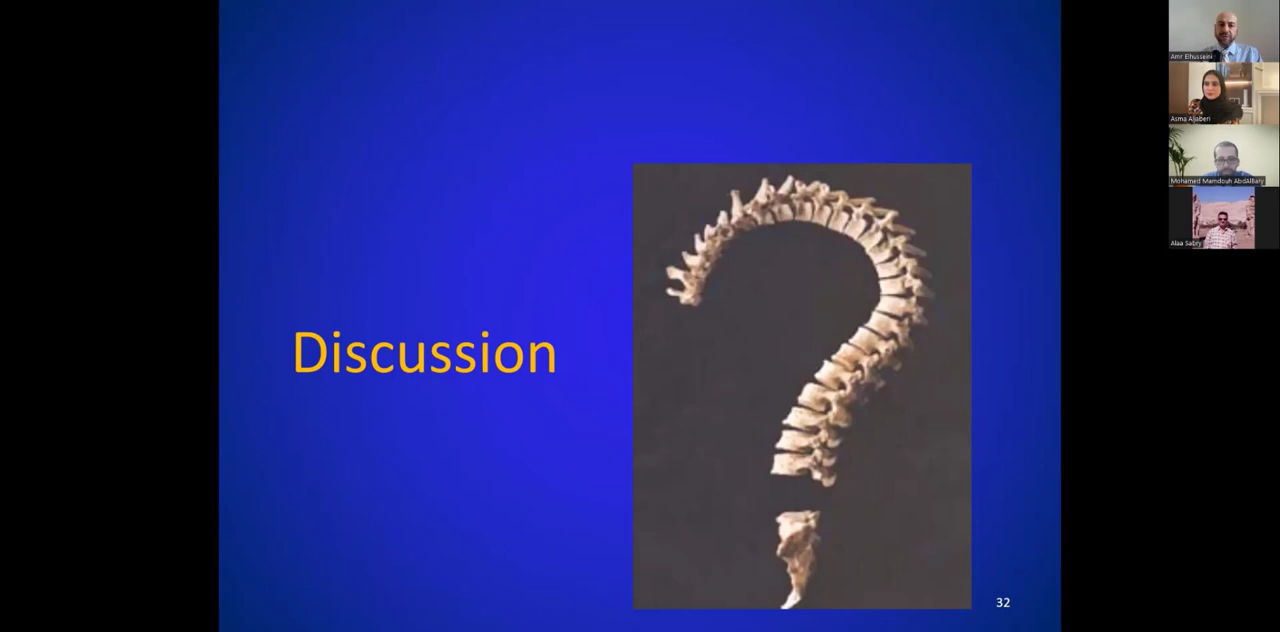 Discussion
32
Amr Elhusseini
Asma Aljaberi
Mohamed Mamdouh AbdAlBary
Alaa Sabry